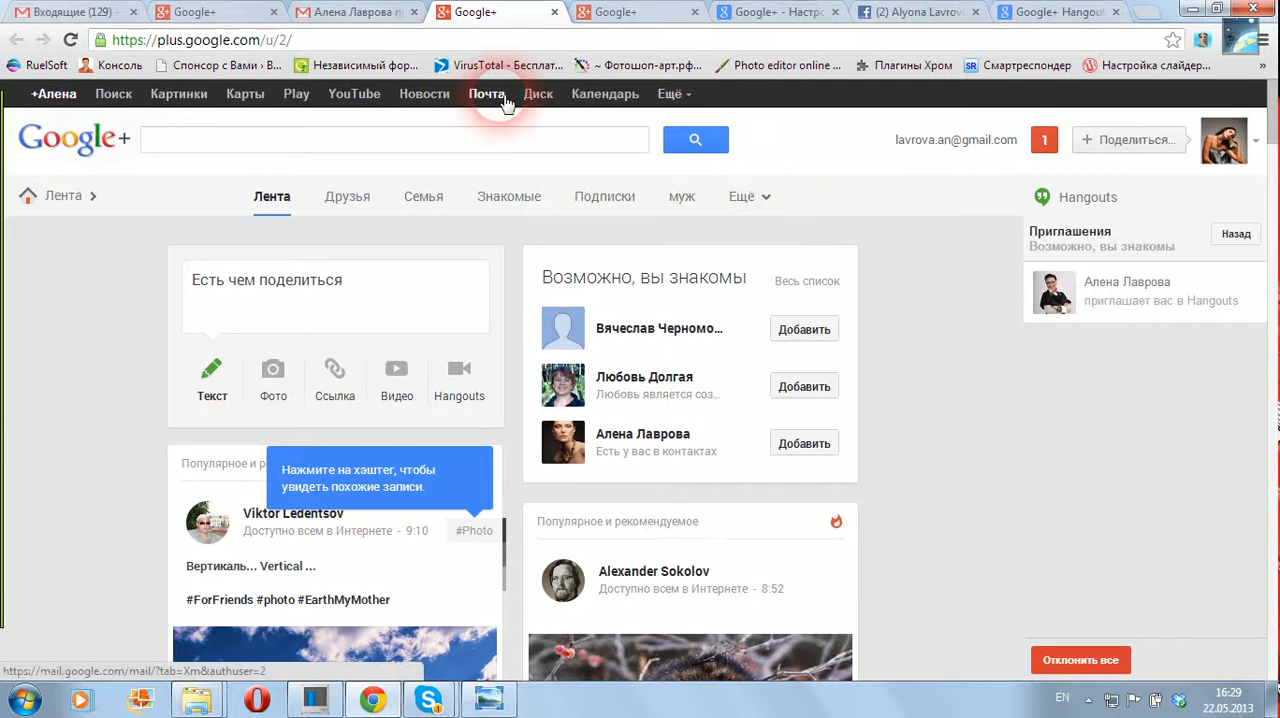 Входящие (129) -
Google+
Алена Лаврова пр
Google+
Google+
Google+ - Настро
(2) Alyona Lavrov
Google+ Hangout
https://plus.google.com/u/2/
RuelSoft
Консоль
Спонсор с Вами › В...
Независимый фор...
VirusTotal - Бесплат...
~ Фотошоп-арт.рф...
Photo editor online ...
Плагины Хром
SR Смартреспондер
Настройка слайдер...
»
+Алена Поиск Картинки Карты Play YouTube Новости Почта Диск Календарь Ещё
Google+
lavrova.an@gmail.com
1
+ Поделиться...
Лента
Лента Друзья Семья Знакомые Подписки муж Ещё
Hangouts
Приглашения
Возможно, вы знакомы
Назад
Алена Лаврова
приглашает вас в Hangouts
Есть чем поделиться
Текст Фото Ссылка Видео Hangouts
Возможно, вы знакомы
Весь список
Вячеслав Черномо...
Добавить
Любовь Долгая
Любовь является соз...
Добавить
Алена Лаврова
Есть у вас в контактах
Добавить
Популярное и р
Нажмите на хэштег, чтобы
увидеть похожие записи.
Viktor Ledentsov
Доступно всем в Интернете - 9:10
#Photo
Вертикаль... Vertical ...
#ForFriends #photo #EarthMyMother
Популярное и рекомендуемое
Alexander Sokolov
Доступно всем в Интернете - 8:52
Отклонить все
https://mail.google.com/mail/?tab=Xm&authuser=2
EN
16:29
22.05.2013